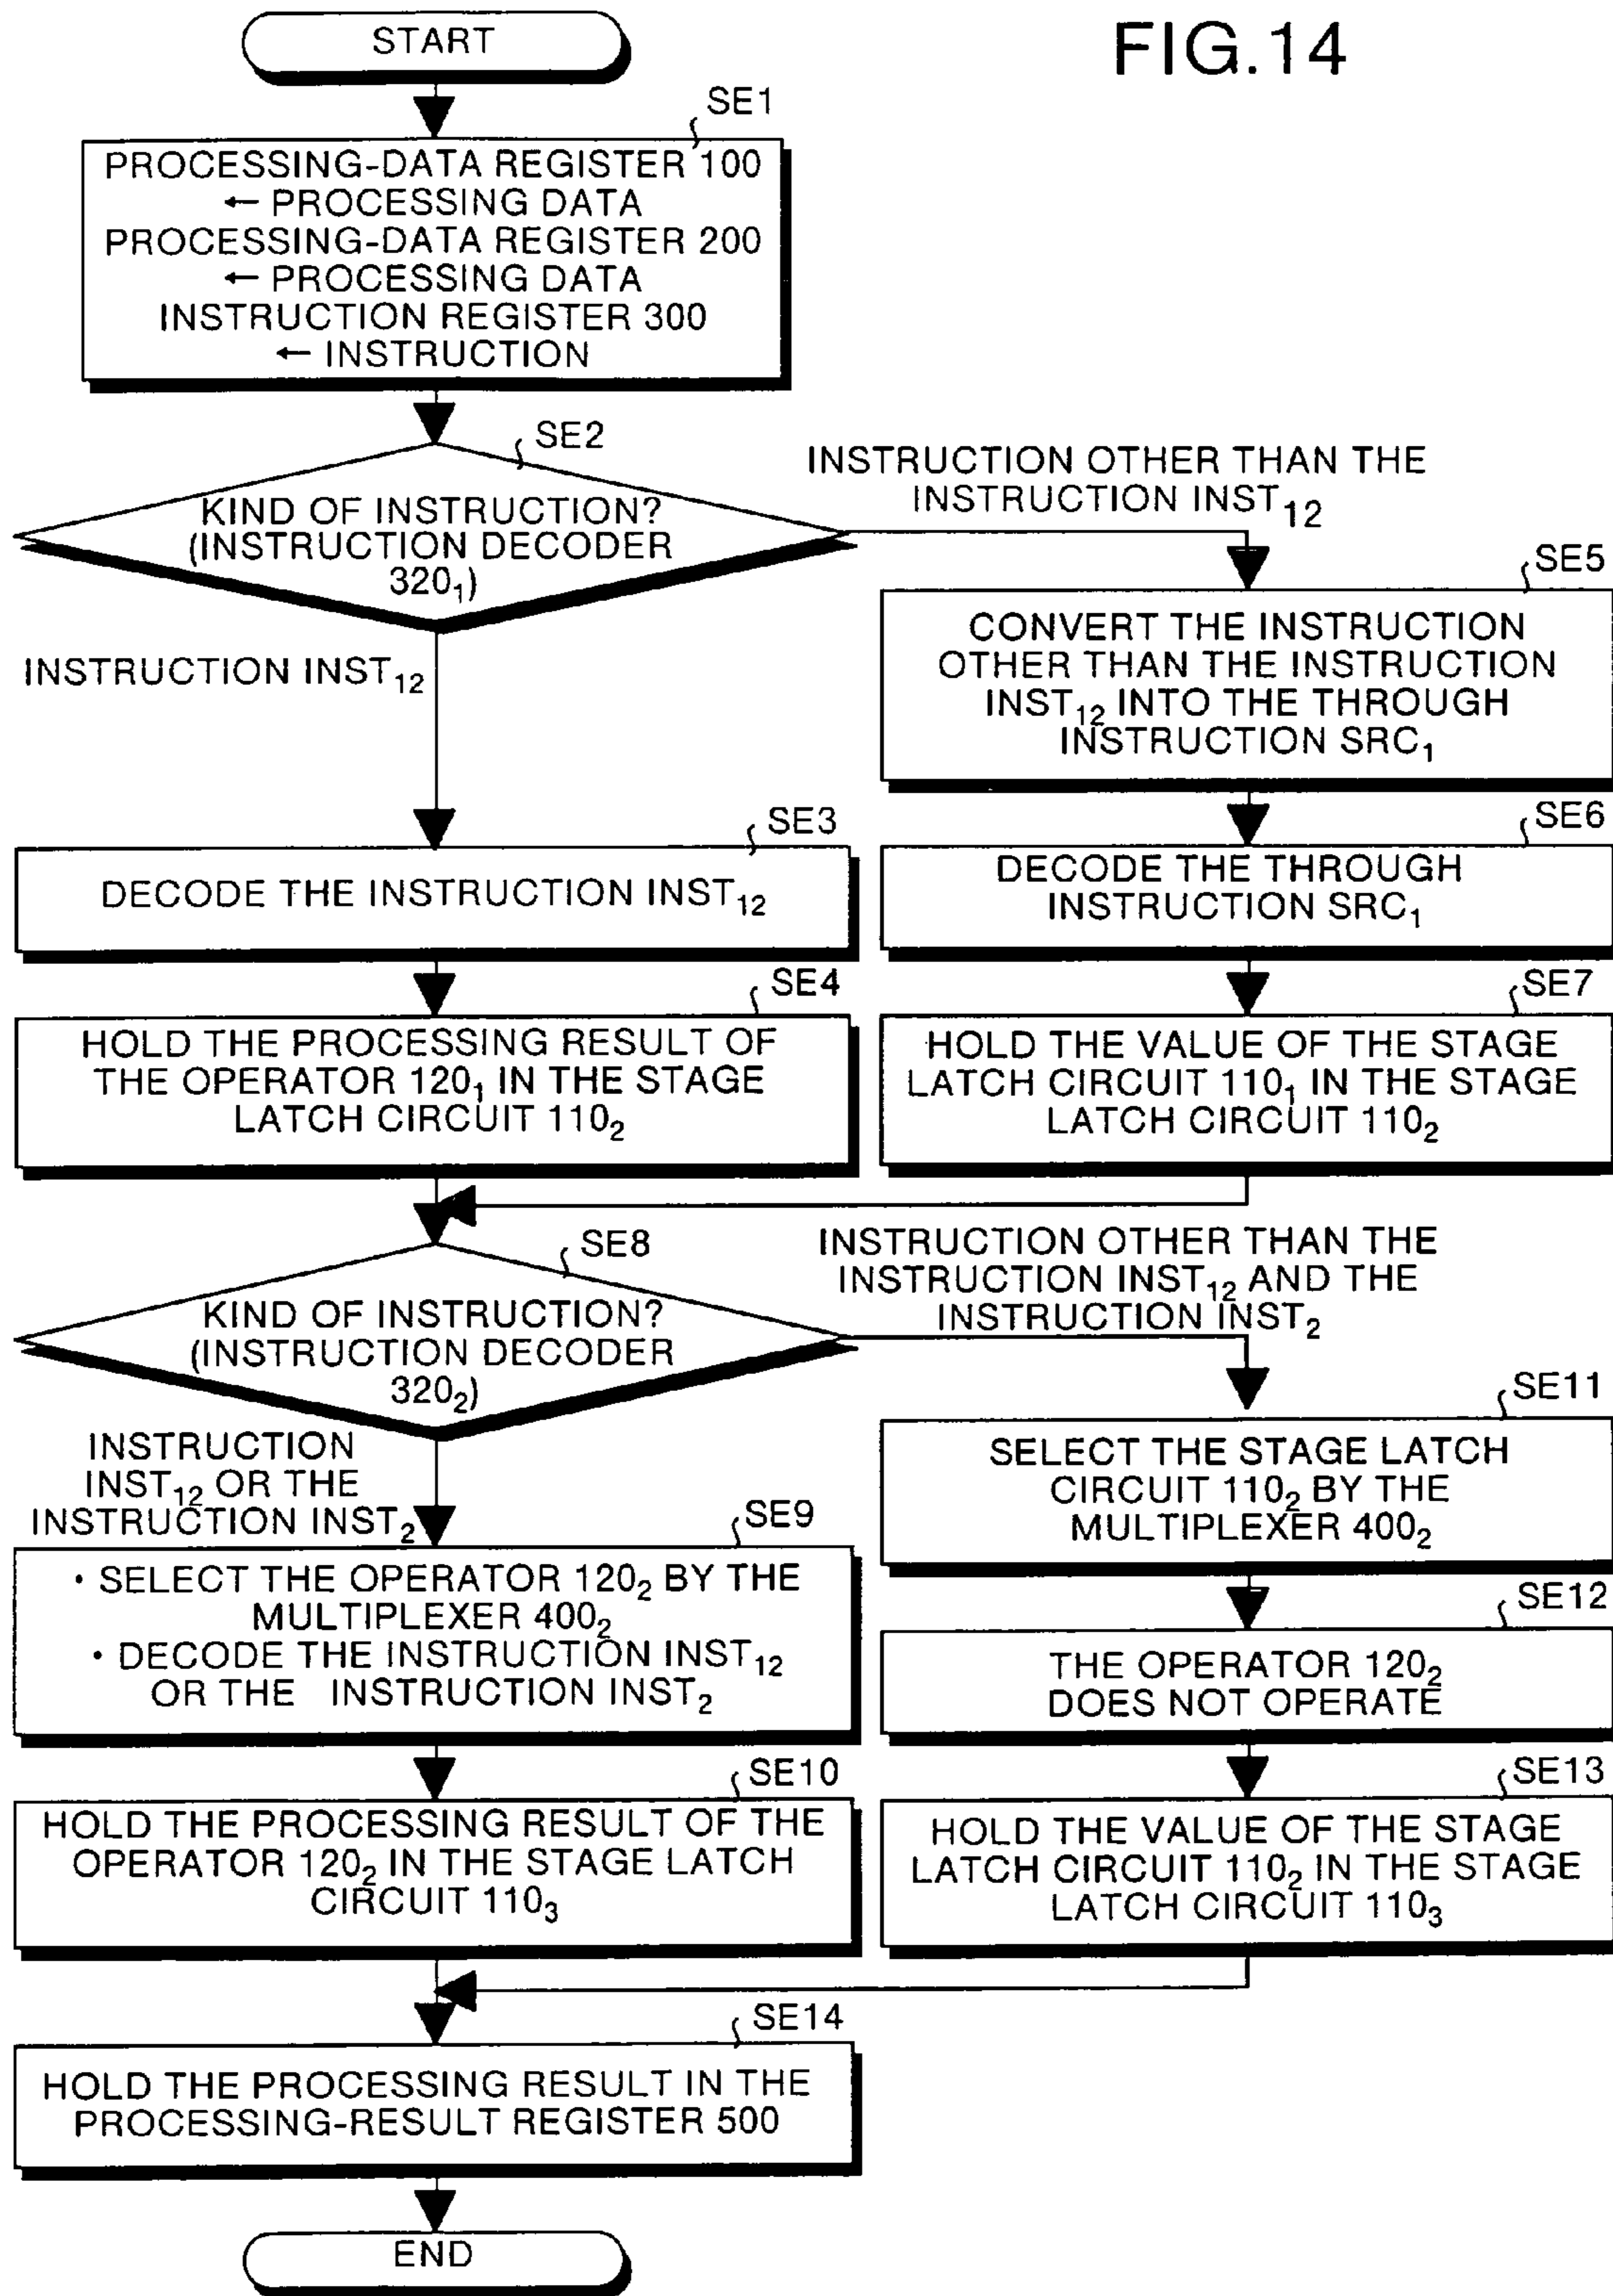 FIG.14
START
SE1
PROCESSING-DATA REGISTER 100
← PROCESSING DATA
PROCESSING-DATA REGISTER 200
← PROCESSING DATA
INSTRUCTION REGISTER 300
← INSTRUCTION
SE2
KIND OF INSTRUCTION?
(INSTRUCTION DECODER
320₁)
INSTRUCTION OTHER THAN THE
INSTRUCTION INST₁₂
INSTRUCTION INST₁₂
SE5
CONVERT THE INSTRUCTION
OTHER THAN THE INSTRUCTION
INST₁₂ INTO THE THROUGH
INSTRUCTION SRC₁
SE3
DECODE THE INSTRUCTION INST₁₂
SE6
DECODE THE THROUGH
INSTRUCTION SRC₁
SE4
HOLD THE PROCESSING RESULT OF
THE OPERATOR 120₁ IN THE STAGE
LATCH CIRCUIT 110₂
SE7
HOLD THE VALUE OF THE STAGE
LATCH CIRCUIT 110₁ IN THE STAGE
LATCH CIRCUIT 110₂
SE8
KIND OF INSTRUCTION?
(INSTRUCTION DECODER
320₂)
INSTRUCTION OTHER THAN THE
INSTRUCTION INST₁₂ AND THE
INSTRUCTION INST₂
INSTRUCTION
INST₁₂ OR THE
INSTRUCTION INST₂
SE9
・SELECT THE OPERATOR 120₂ BY THE
MULTIPLEXER 400₂
・DECODE THE INSTRUCTION INST₁₂
OR THE INSTRUCTION INST₂
SE11
SELECT THE STAGE LATCH
CIRCUIT 110₂ BY THE
MULTIPLEXER 400₂
SE12
THE OPERATOR 120₂
DOES NOT OPERATE
SE10
HOLD THE PROCESSING RESULT OF THE
OPERATOR 120₂ IN THE STAGE LATCH
CIRCUIT 110₃
SE13
HOLD THE VALUE OF THE STAGE
LATCH CIRCUIT 110₂ IN THE STAGE
LATCH CIRCUIT 110₃
SE14
HOLD THE PROCESSING RESULT IN THE
PROCESSING-RESULT REGISTER 500
END